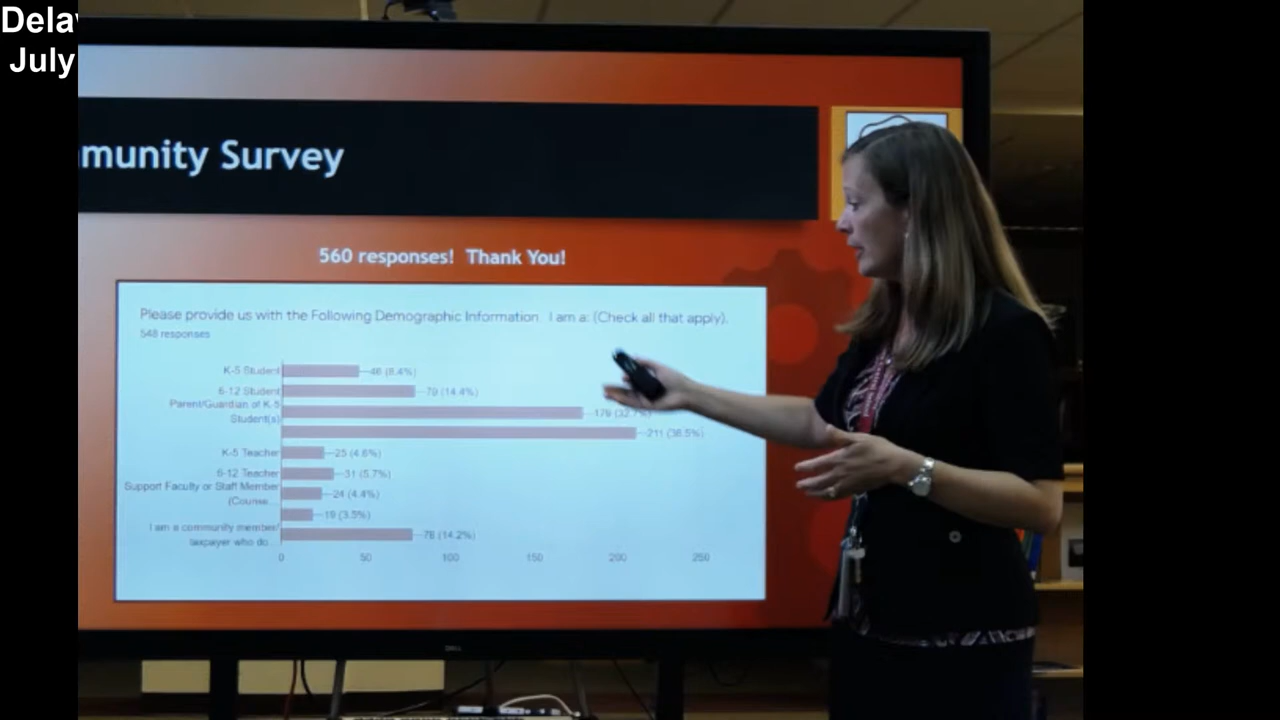 Dela
July
munity Survey
560 responses! Thank You!
Please provide us with the Following Demographic Information. I am a: (Check all that apply).
548 responses
K-5 Student 46 (8.4%)
6-12 Student 79 (14.4%)
Parent/Guardian of K-5
Student(s) 179 (32.7%)
211 (38.5%)
K-5 Teacher 25 (4.6%)
6-12 Teacher 31 (5.7%)
Support Faculty or Staff Member
(Counse... 24 (4.4%)
19 (3.5%)
I am a community member/
taxpayer who do... 78 (14.2%)
0 50 100 150 200 250
DELL